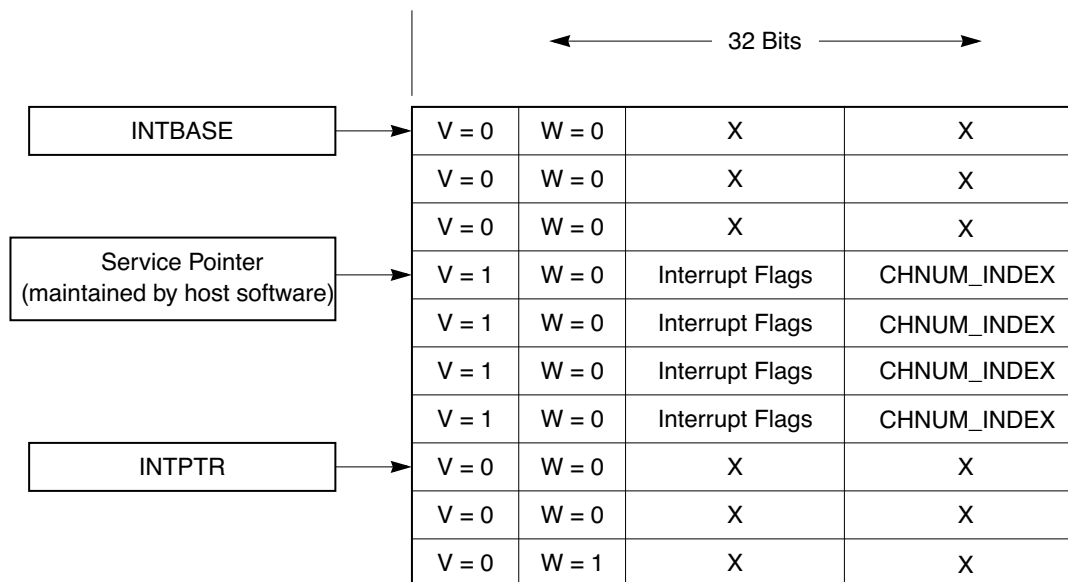 32 Bits
INTBASE V = 0 W = 0 X X
V = 0 W = 0 X X
V = 0 W = 0 X X
Service Pointer
(maintained by host software) V = 1 W = 0 Interrupt Flags CHNUM_INDEX
V = 1 W = 0 Interrupt Flags CHNUM_INDEX
V = 1 W = 0 Interrupt Flags CHNUM_INDEX
V = 1 W = 0 Interrupt Flags CHNUM_INDEX
INTPTR V = 0 W = 0 X X
V = 0 W = 0 X X
V = 0 W = 1 X X